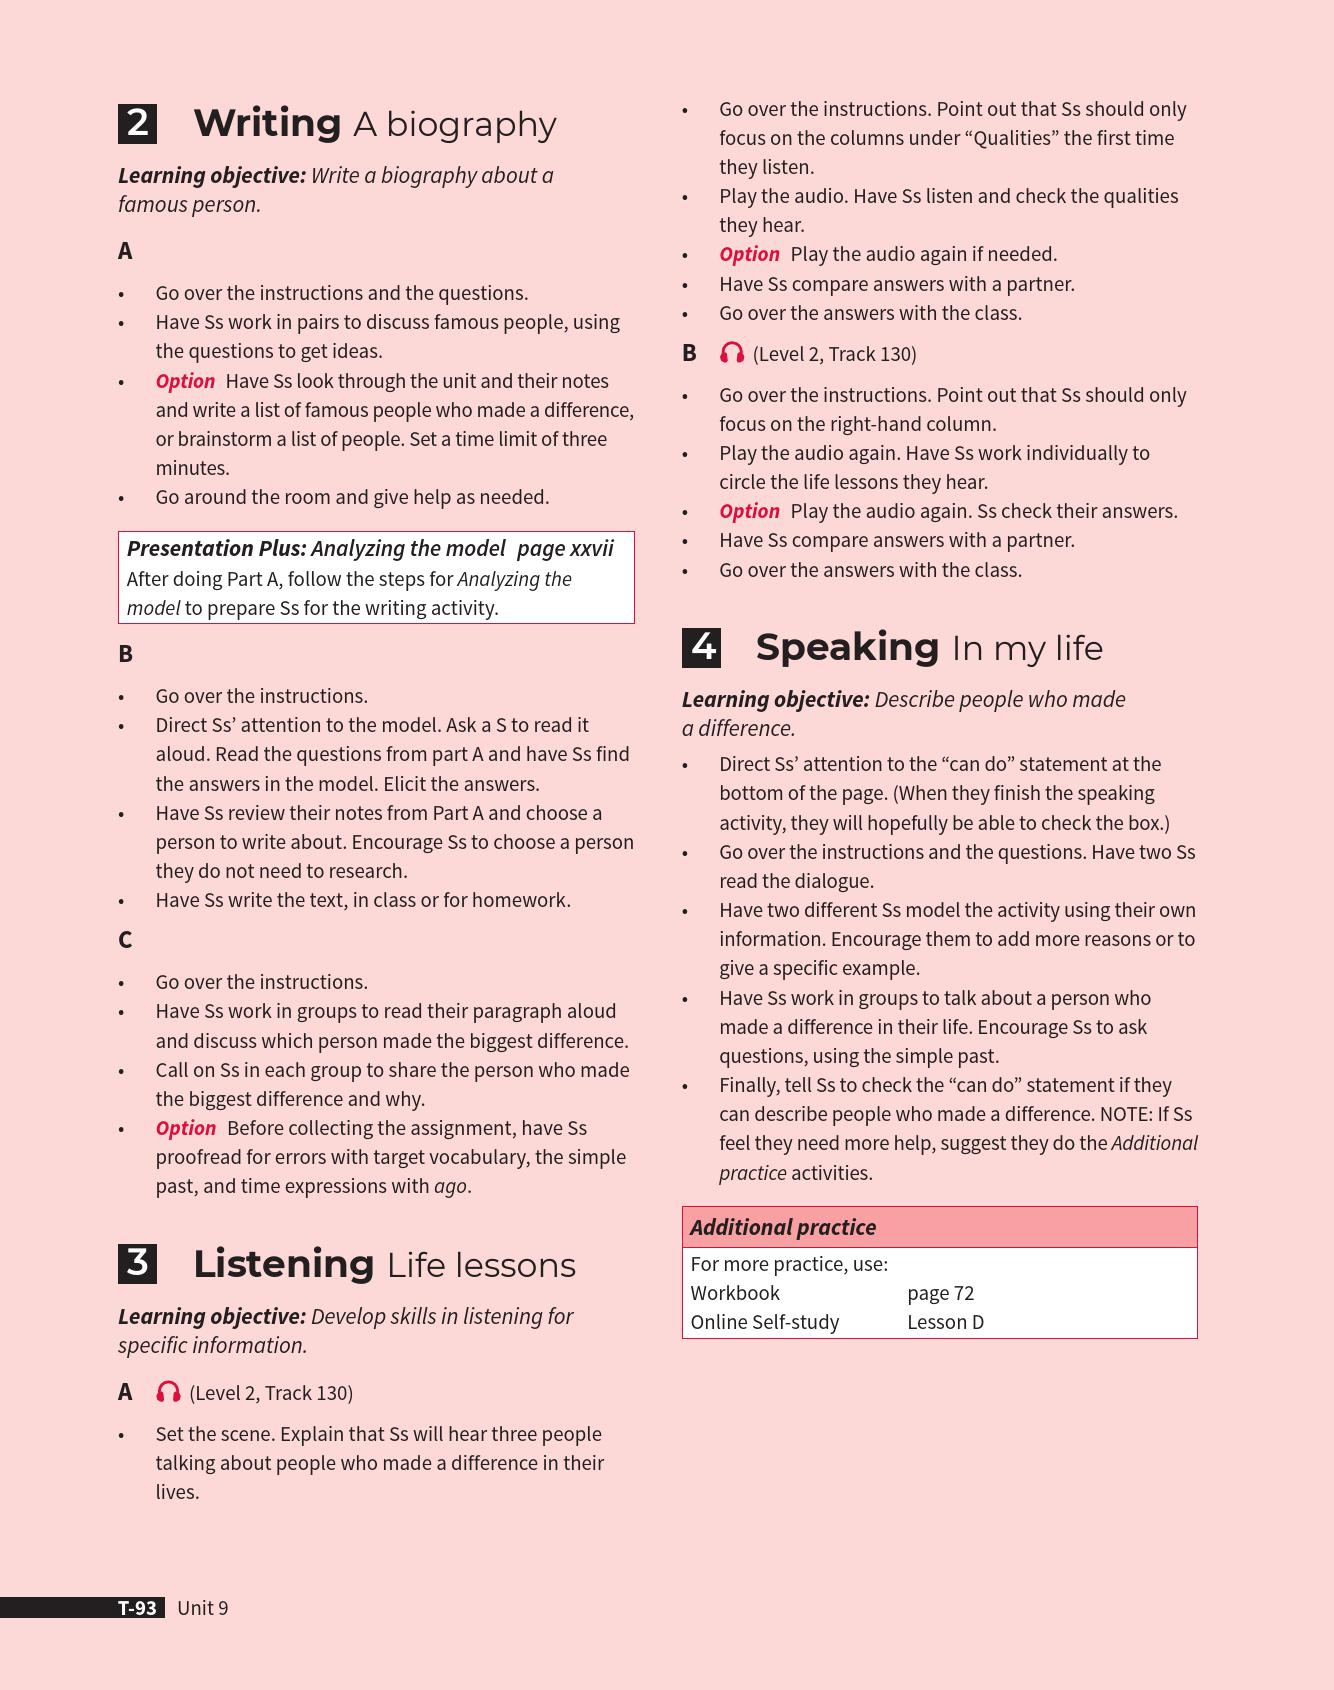 2 Writing A biography
Learning objective: Write a biography about a
famous person.
A
• Go over the instructions and the questions.
• Have Ss work in pairs to discuss famous people, using
the questions to get ideas.
• Option Have Ss look through the unit and their notes
and write a list of famous people who made a difference,
or brainstorm a list of people. Set a time limit of three
minutes.
• Go around the room and give help as needed.
Presentation Plus: Analyzing the model page xxvii
After doing Part A, follow the steps for Analyzing the
model to prepare Ss for the writing activity.
B
• Go over the instructions.
• Direct Ss’ attention to the model. Ask a S to read it
aloud. Read the questions from part A and have Ss find
the answers in the model. Elicit the answers.
• Have Ss review their notes from Part A and choose a
person to write about. Encourage Ss to choose a person
they do not need to research.
• Have Ss write the text, in class or for homework.
C
• Go over the instructions.
• Have Ss work in groups to read their paragraph aloud
and discuss which person made the biggest difference.
• Call on Ss in each group to share the person who made
the biggest difference and why.
• Option Before collecting the assignment, have Ss
proofread for errors with target vocabulary, the simple
past, and time expressions with ago.
3 Listening Life lessons
Learning objective: Develop skills in listening for
specific information.
A (Level 2, Track 130)
• Set the scene. Explain that Ss will hear three people
talking about people who made a difference in their
lives.
• Go over the instructions. Point out that Ss should only
focus on the columns under “Qualities” the first time
they listen.
• Play the audio. Have Ss listen and check the qualities
they hear.
• Option Play the audio again if needed.
• Have Ss compare answers with a partner.
• Go over the answers with the class.
B (Level 2, Track 130)
• Go over the instructions. Point out that Ss should only
focus on the right-hand column.
• Play the audio again. Have Ss work individually to
circle the life lessons they hear.
• Option Play the audio again. Ss check their answers.
• Have Ss compare answers with a partner.
• Go over the answers with the class.
4 Speaking In my life
Learning objective: Describe people who made
a difference.
• Direct Ss’ attention to the “can do” statement at the
bottom of the page. (When they finish the speaking
activity, they will hopefully be able to check the box.)
• Go over the instructions and the questions. Have two Ss
read the dialogue.
• Have two different Ss model the activity using their own
information. Encourage them to add more reasons or to
give a specific example.
• Have Ss work in groups to talk about a person who
made a difference in their life. Encourage Ss to ask
questions, using the simple past.
• Finally, tell Ss to check the “can do” statement if they
can describe people who made a difference. NOTE: If Ss
feel they need more help, suggest they do the Additional
practice activities.
Additional practice
For more practice, use:
Workbook page 72
Online Self-study Lesson D
T-93 Unit 9